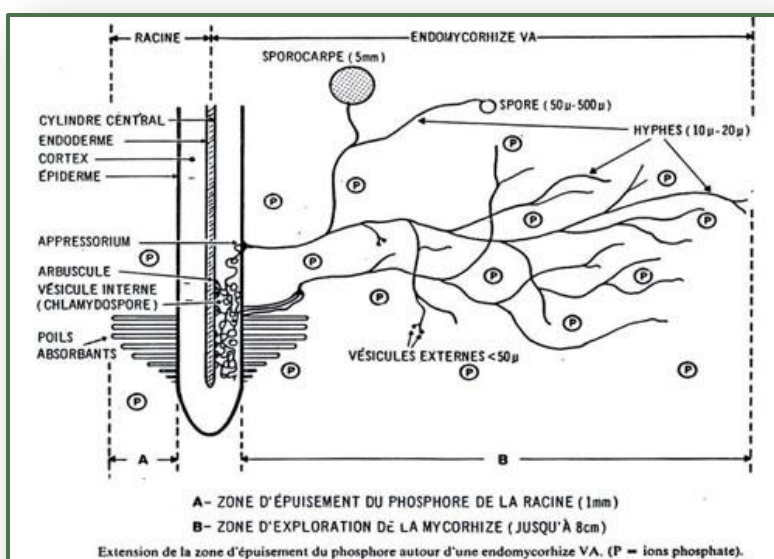 RACINE
ENDOMYCORHIZE VA
SPOROCARPE (5mm)
SPORE (50µ-500µ)
HYPHES (10µ-20µ)
CYLINDRE CENTRAL
ENDODERME
CORTEX
ÉPIDERME
P
P
P
P
P
P
APPRESSORIUM
P
P
P
ARBUSCULE
VÉSICULE INTERNE
(CHLAMYDOSPORE)
P
P
POILS
ABSORBANTS
VÉSICULES EXTERNES <50µ
P
P
P
P
A
B
A- ZONE D'ÉPUISEMENT DU PHOSPHORE DE LA RACINE (1mm)
B- ZONE D'EXPLORATION DE LA MYCORHIZE (JUSQU'À 8cm)
Extension de la zone d'épuisement du phosphore autour d'une endomycorhize VA. (P = ions phosphate).